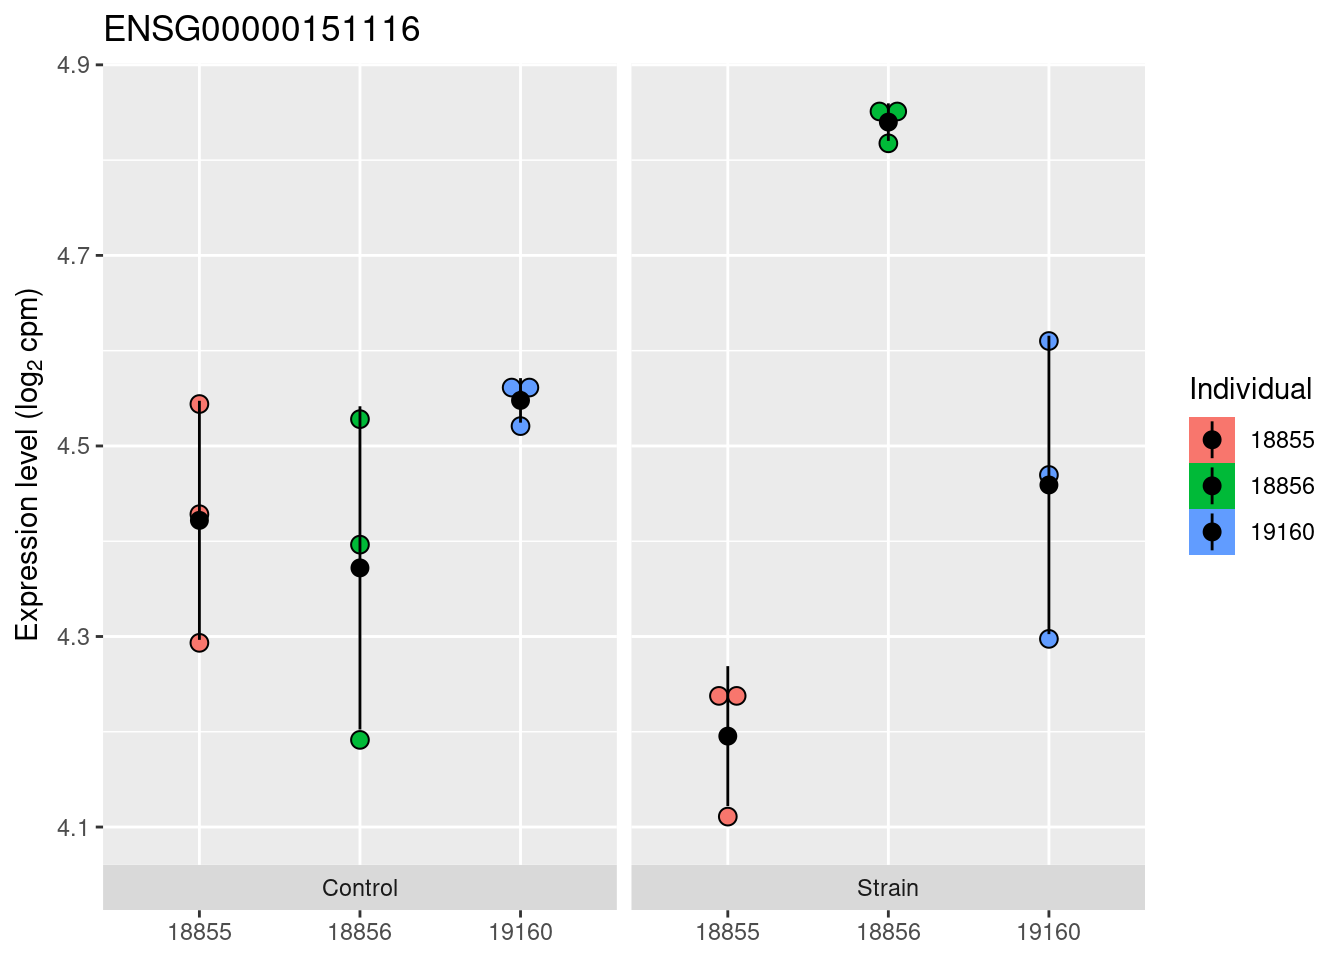 ENSG00000151116
Expression level (log₂ cpm)
4.9
4.7
4.5
4.3
4.1
Control
Strain
18855
18856
19160
18855
18856
19160
Individual
18855
18856
19160